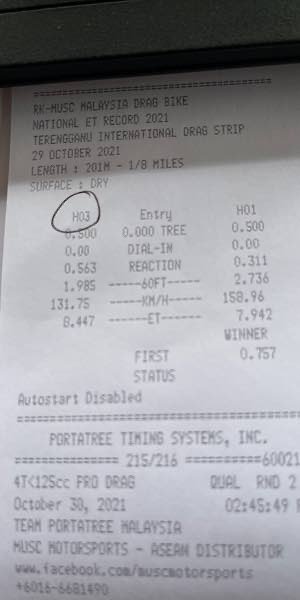 RK-MUSC MALAYSIA DRAG BIKE
NATIONAL ET RECORD 2021
TERENGGANU INTERNATIONAL DRAG STRIP
29 OCTOBER 2021
LENGTH : 201M - 1/8 MILES
SURFACE : DRY
H03 Entry H01
0.500 0.000 TREE 0.500
0.00 DIAL-IN 0.00
0.563 REACTION 0.311
1.985 -----60FT----- 2.736
131.75 -----KM/H----- 158.96
8.447 ------ET------ 7.942
WINNER
FIRST 0.757
STATUS
Autostart Disabled
PORTATREE TIMING SYSTEMS, INC.
============== 215/216 ========== 60021
4T<125cc PRO DRAG QUAL RND 2
October 30, 2021 02:45:49
TEAM PORTATREE MALAYSIA
MUSC MOTORSPORTS - ASEAN DISTRIBUTOR
www.facebook.com/muscmotorsports
+6016-6681490